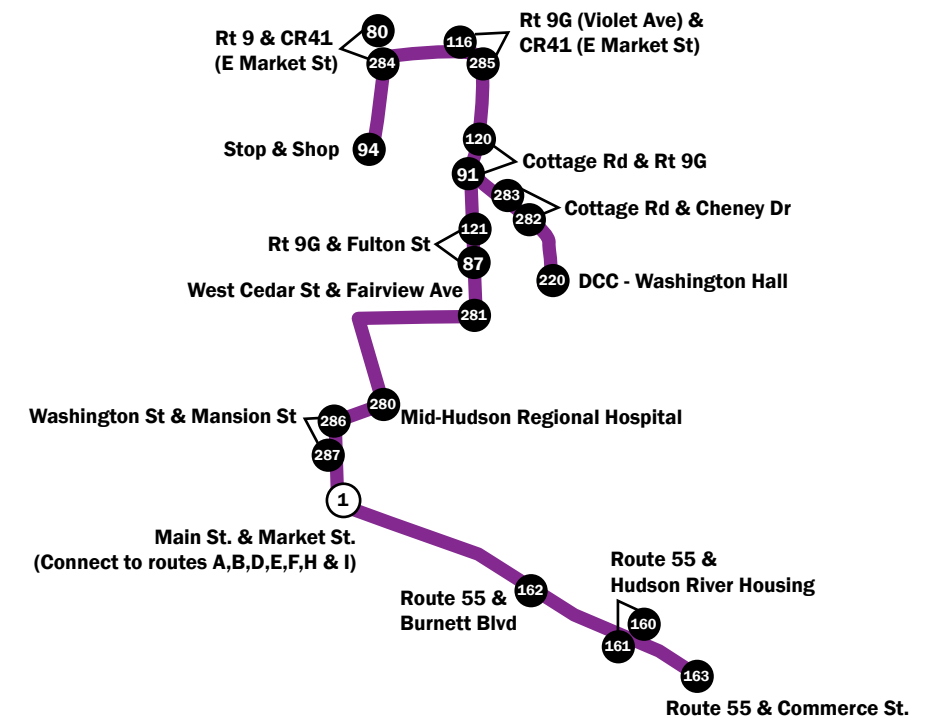 Rt 9 & CR41
(E Market St)
80
284
116
285
Rt 9G (Violet Ave) &
CR41 (E Market St)
Stop & Shop
94
120
91
Cottage Rd & Rt 9G
283
282
Cottage Rd & Cheney Dr
Rt 9G & Fulton St
121
87
220
DCC - Washington Hall
West Cedar St & Fairview Ave
281
280
Mid-Hudson Regional Hospital
Washington St & Mansion St
286
287
1
Main St. & Market St.
(Connect to routes A,B,D,E,F,H & I)
162
Route 55 &
Burnett Blvd
Route 55 &
Hudson River Housing
160
161
163
Route 55 & Commerce St.